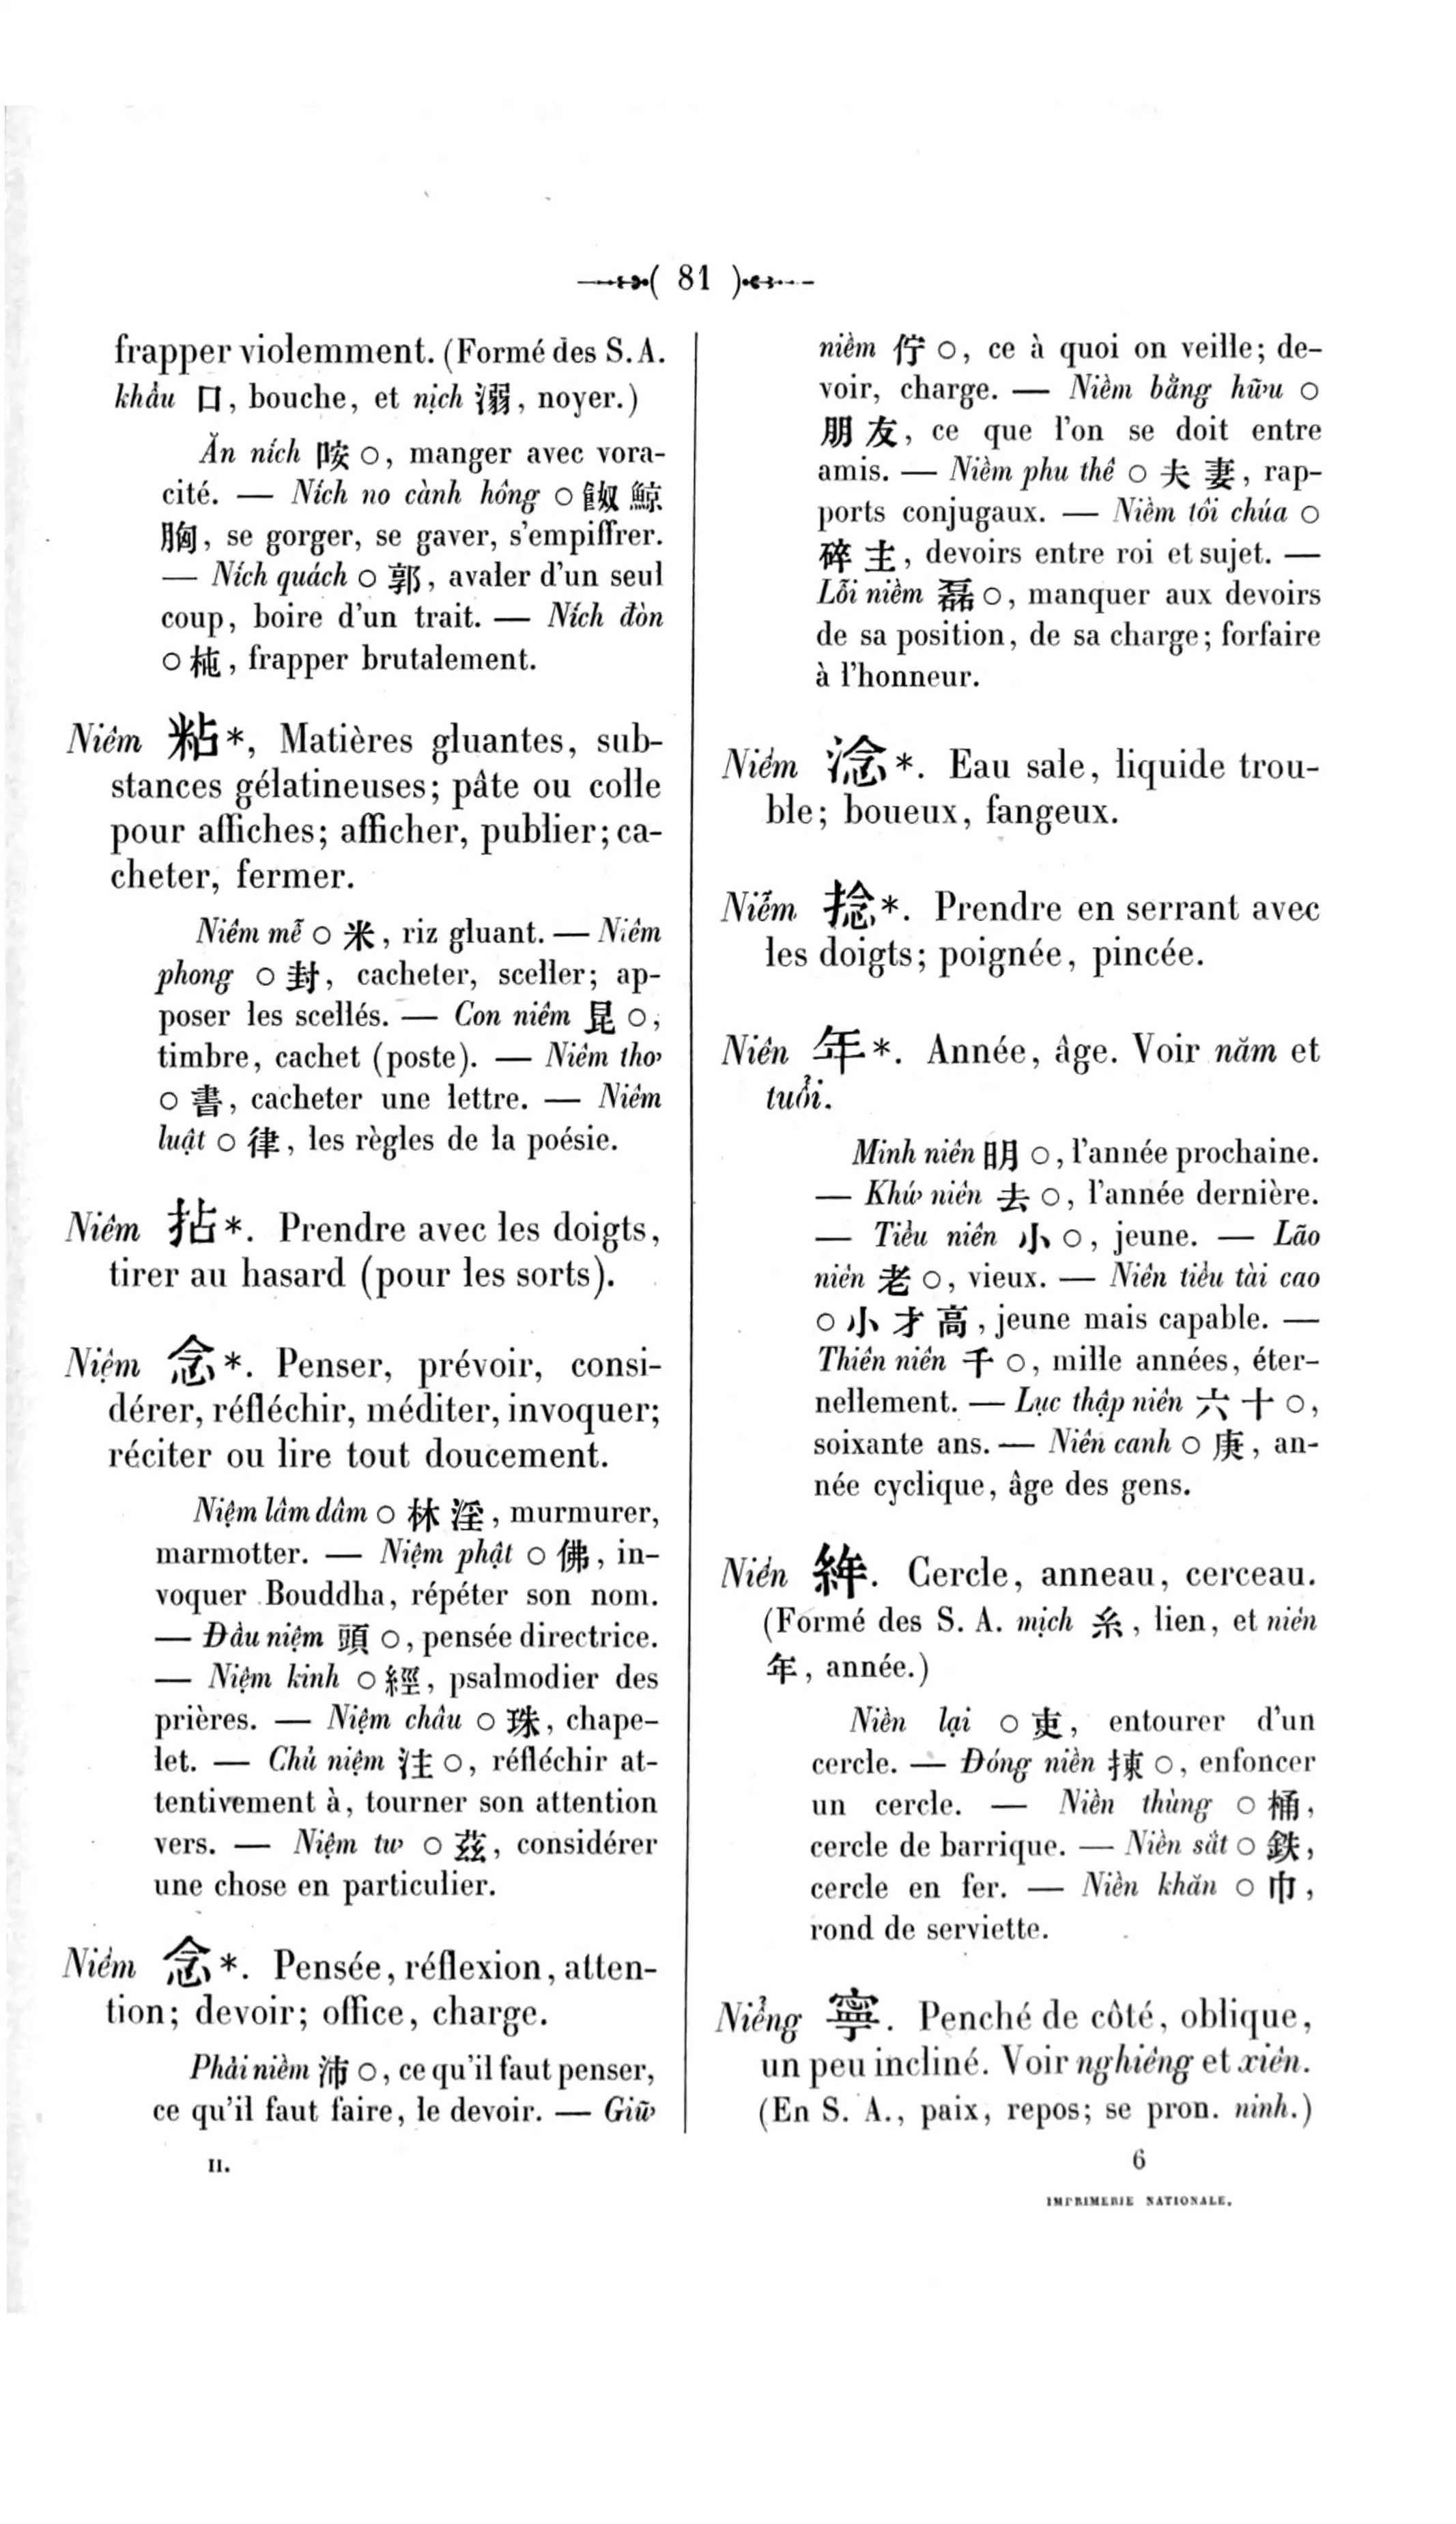 ( 81 )
frapper violemment. (Formé des S. A.
khẩu 口, bouche, et nịch 溺, noyer.)
Ăn ních 咹 ○, manger avec vora-
cité. — Ních no cành hông ○ 飽 鯨
胸, se gorger, se gaver, s'empiffrer.
— Ních quách ○ 郭, avaler d'un seul
coup, boire d'un trait. — Ních đòn
○ 杶, frapper brutalement.
Niêm 粘*, Matières gluantes, sub-
stances gélatineuses; pâte ou colle
pour affiches; afficher, publier; ca-
cheter, fermer.
Niêm mễ ○ 米, riz gluant. — Niêm
phong ○ 封, cacheter, sceller; ap-
poser les scellés. — Con niêm 昆 ○,
timbre, cachet (poste). — Niêm thơ
○ 書, cacheter une lettre. — Niêm
luật ○ 律, les règles de la poésie.
Niêm 拈*. Prendre avec les doigts,
tirer au hasard (pour les sorts).
Niệm 念*. Penser, prévoir, consi-
dérer, réfléchir, méditer, invoquer;
réciter ou lire tout doucement.
Niệm lâm dâm ○ 林 淫, murmurer,
marmotter. — Niệm phật ○ 佛, in-
voquer Bouddha, répéter son nom.
— Đầu niệm 頭 ○, pensée directrice.
— Niệm kinh ○ 經, psalmodier des
prières. — Niệm châu ○ 珠, chape-
let. — Chủ niệm 注 ○, réfléchir at-
tentivement à, tourner son attention
vers. — Niệm tư ○ 茲, considérer
une chose en particulier.
Niềm 念*. Pensée, réflexion, atten-
tion; devoir; office, charge.
Phải niềm 沛 ○, ce qu'il faut penser,
ce qu'il faut faire, le devoir. — Giữ
II.
niềm 佇 ○, ce à quoi on veille; de-
voir, charge. — Niềm bằng hữu ○
朋 友, ce que l'on se doit entre
amis. — Niềm phu thê ○ 夫 妻, rap-
ports conjugaux. — Niềm tôi chúa ○
碎 主, devoirs entre roi et sujet. —
Lỗi niềm 磊 ○, manquer aux devoirs
de sa position, de sa charge; forfaire
à l'honneur.
Niểm 淰*. Eau sale, liquide trou-
ble; boueux, fangeux.
Niễm 捻*. Prendre en serrant avec
les doigts; poignée, pincée.
Niên 年*. Année, âge. Voir năm et
tuổi.
Minh niên 明 ○, l'année prochaine.
— Khứ niên 去 ○, l'année dernière.
— Tiểu niên 小 ○, jeune. — Lão
niên 老 ○, vieux. — Niên tiểu tài cao
○ 小 才 高, jeune mais capable. —
Thiên niên 千 ○, mille années, éter-
nellement. — Lục thập niên 六 十 ○,
soixante ans. — Niên canh ○ 庚, an-
née cyclique, âge des gens.
Niền 䋈. Cercle, anneau, cerceau.
(Formé des S. A. mịch 糸, lien, et niên
年, année.)
Niền lại ○ 吏, entourer d'un
cercle. — Đóng niền 揀 ○, enfoncer
un cercle. — Niền thùng ○ 桶,
cercle de barrique. — Niền sắt ○ 鉄,
cercle en fer. — Niền khăn ○ 巾,
rond de serviette.
Niểng 寧. Penché de côté, oblique,
un peu incliné. Voir nghiêng et xiên.
(En S. A., paix, repos; se pron. ninh.)
6
IMPRIMERIE NATIONALE.